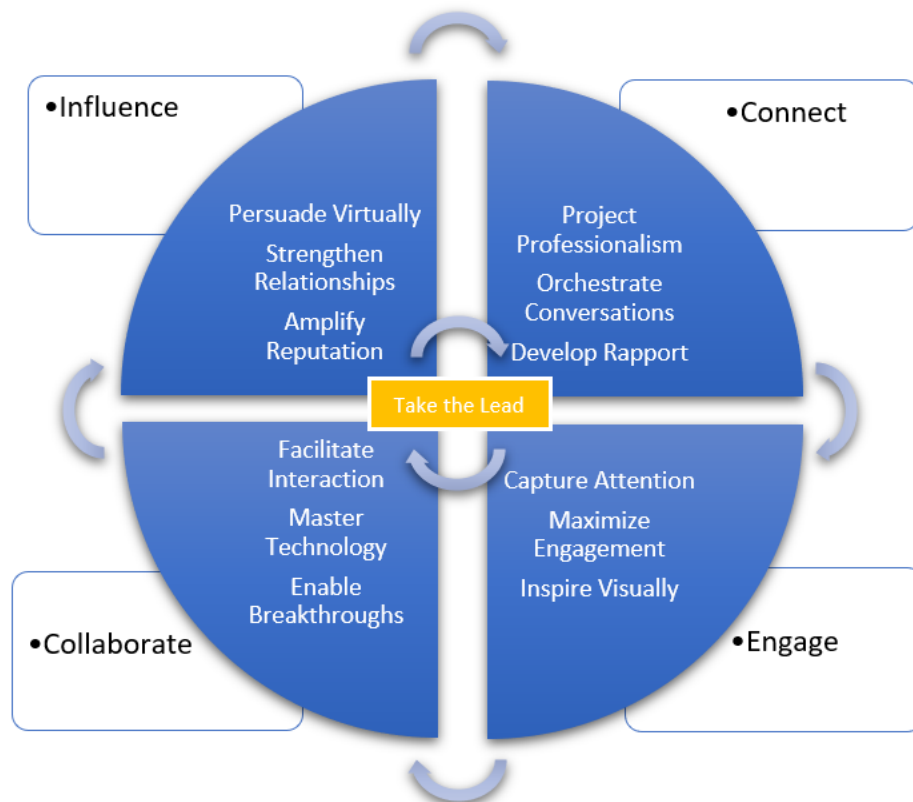 •Influence
•Connect
Persuade Virtually
Strengthen
Relationships
Amplify
Reputation
Project
Professionalism
Orchestrate
Conversations
Develop Rapport
Take the Lead
Facilitate
Interaction
Master
Technology
Enable
Breakthroughs
Capture Attention
Maximize
Engagement
Inspire Visually
•Collaborate
•Engage